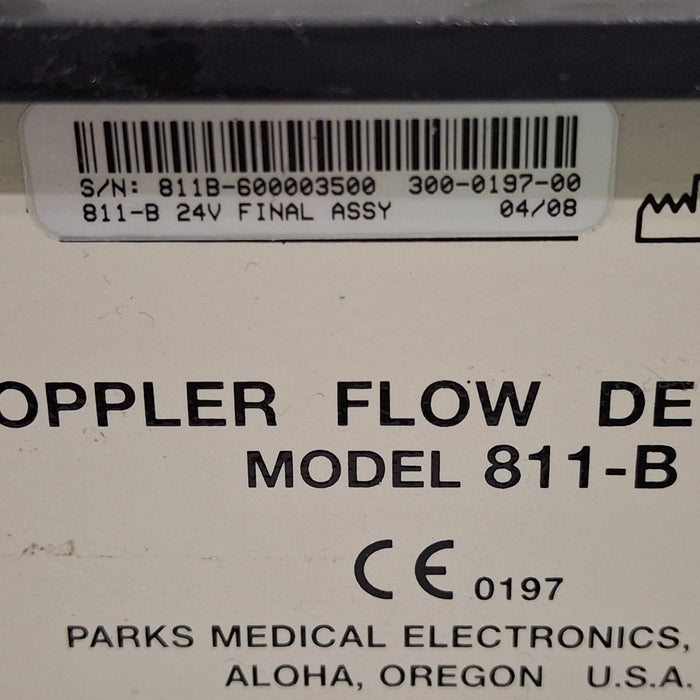 S/N: 811B-600003500 300-0197-00
811-B 24V FINAL ASSY 04/08
OPPLER FLOW DE
MODEL 811-B
CE 0197
PARKS MEDICAL ELECTRONICS,
ALOHA, OREGON U.S.A.